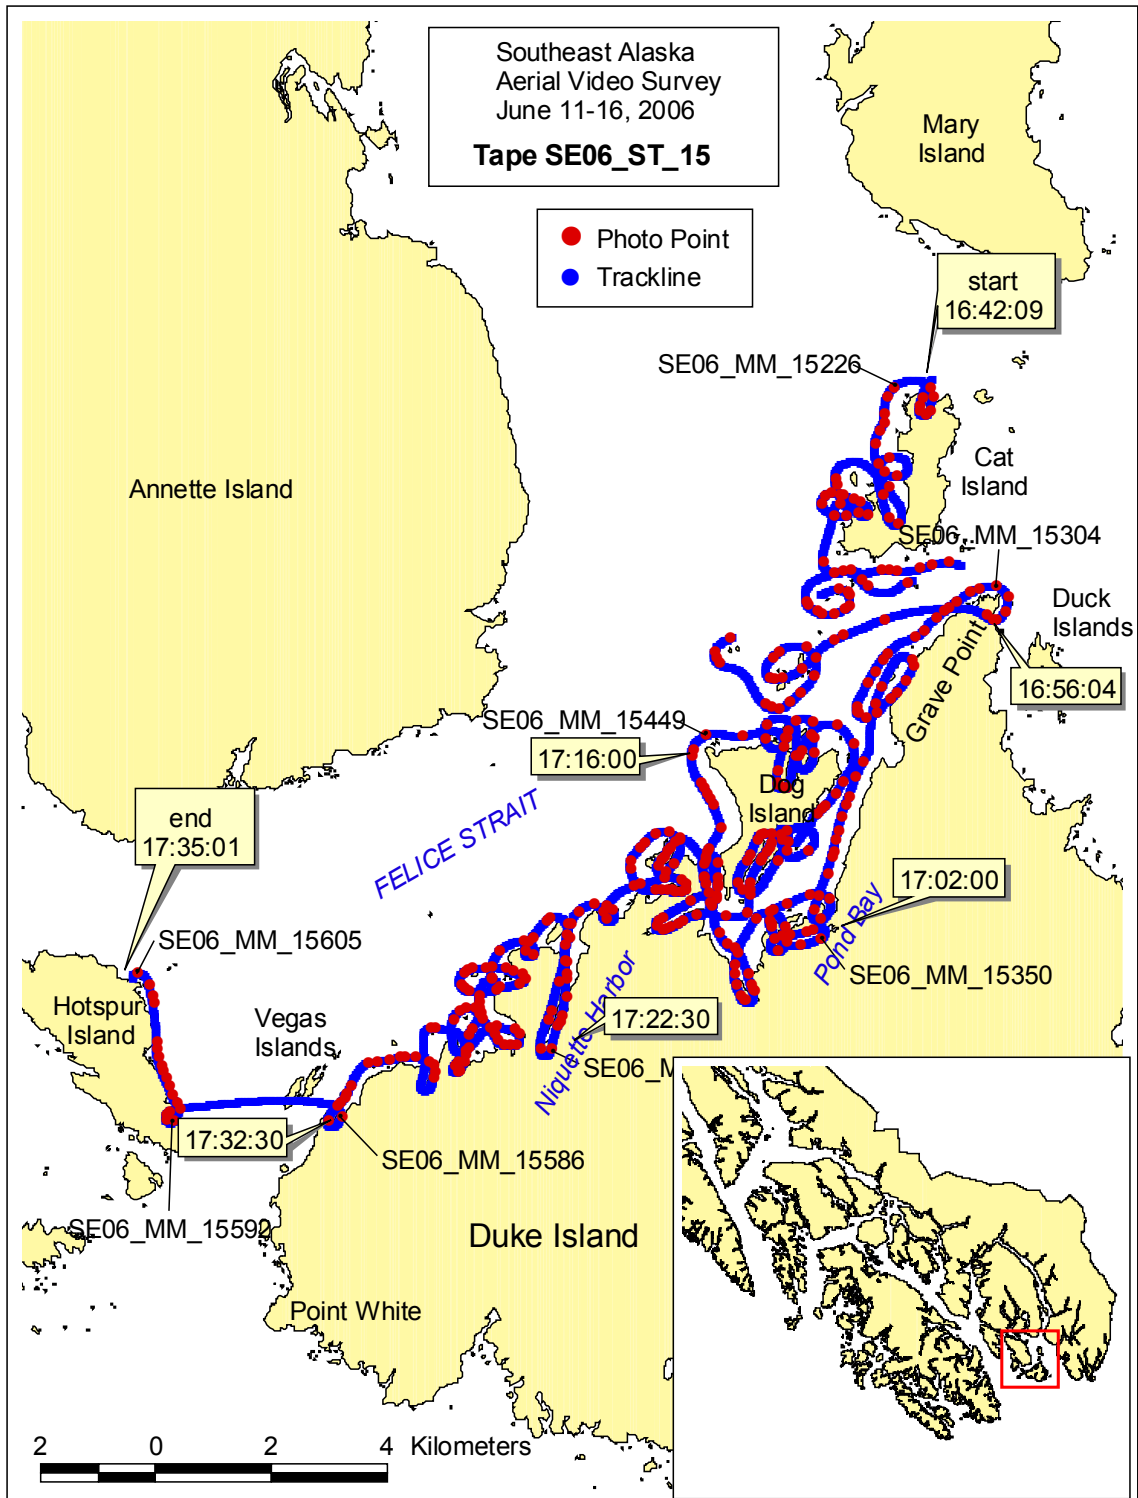 Southeast Alaska
Aerial Video Survey
June 11-16, 2006
Tape SE06_ST_15
Photo Point
Trackline
Mary
Island
start
16:42:09
SE06_MM_15226
Annette Island
Cat
Island
SE06_MM_15304
Duck
Islands
Grave Point
16:56:04
SE06_MM_15449
17:16:00
Dog
Island
FELICE STRAIT
end
17:35:01
17:02:00
Pond Bay
SE06_MM_15605
SE06_MM_15350
Hotspur
Island
Vegas
Islands
Niquette Harbor
17:22:30
SE06_M
17:32:30
SE06_MM_15586
SE06_MM_15592
Duke Island
Point White
2 0 2 4 Kilometers